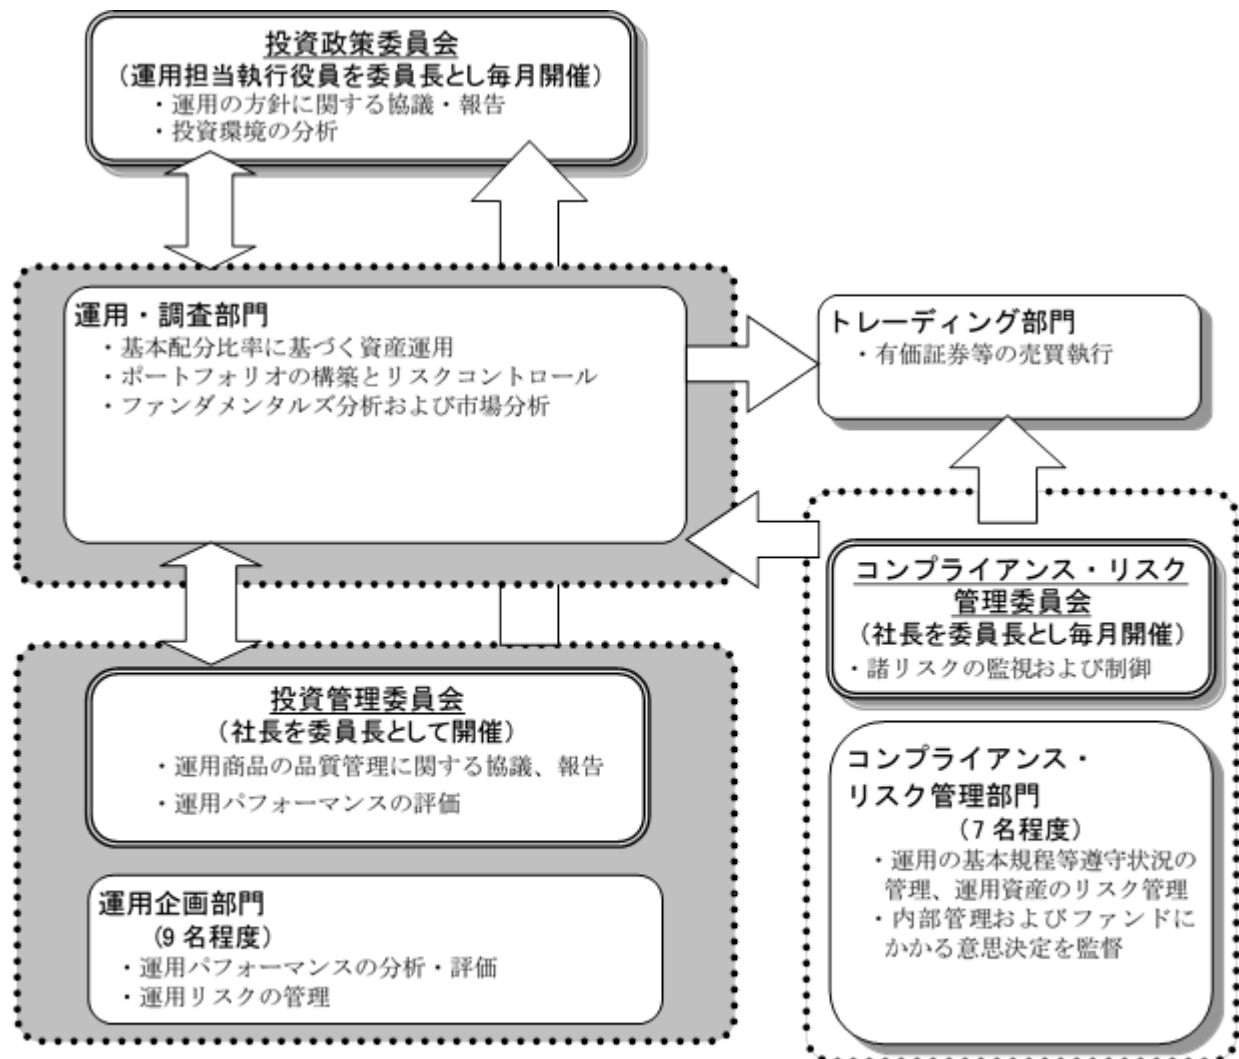 投資政策委員会
(運用担当執行役員を委員長とし毎月開催)
・運用の方針に関する協議・報告
・投資環境の分析
運用・調査部門
・基本配分比率に基づく資産運用
・ポートフォリオの構築とリスクコントロール
・ファンダメンタルズ分析および市場分析
トレーディング部門
・有価証券等の売買執行
コンプライアンス・リスク
管理委員会
(社長を委員長とし毎月開催)
・諸リスクの監視および制御
投資管理委員会
(社長を委員長として開催)
・運用商品の品質管理に関する協議、報告
・運用パフォーマンスの評価
コンプライアンス・
リスク管理部門
(7名程度)
・運用の基本規程等遵守状況の
管理、運用資産のリスク管理
・内部管理およびファンドに
かかる意思決定を監督
運用企画部門
(9名程度)
・運用パフォーマンスの分析・評価
・運用リスクの管理